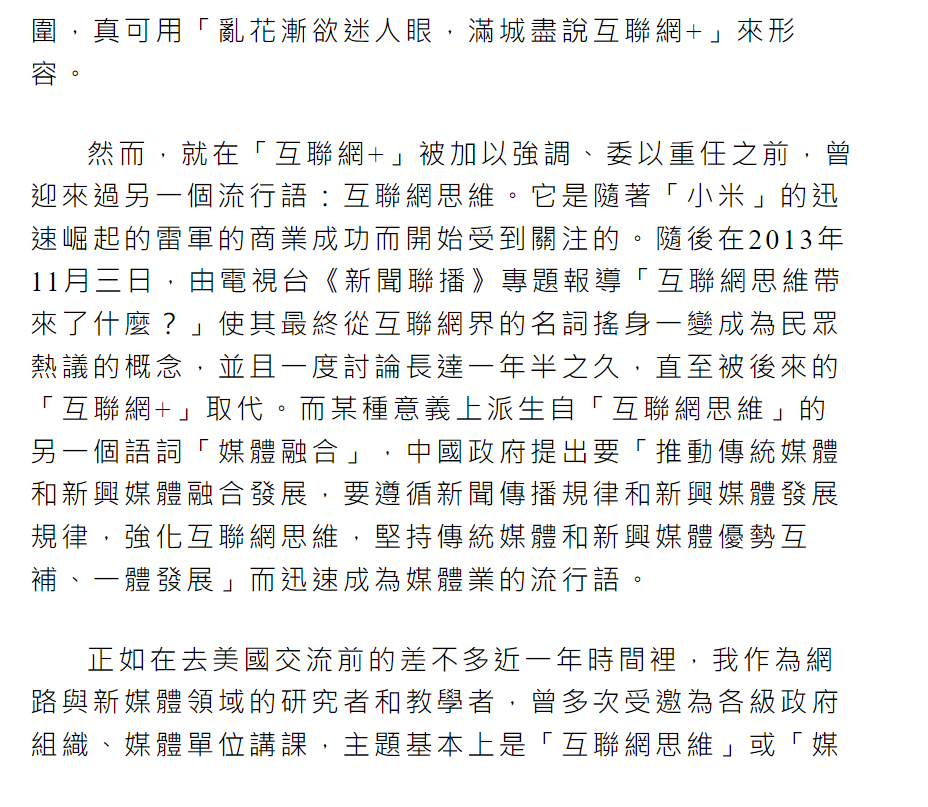 圍，真可用「亂花漸欲迷人眼，滿城盡說互聯網+」來形
容。
然而，就在「互聯網+」被加以強調、委以重任之前，曾
迎來過另一個流行語：互聯網思維。它是隨著「小米」的迅
速崛起的雷軍的商業成功而開始受到關注的。隨後在2013年
11月三日，由電視台《新聞聯播》專題報導「互聯網思維帶
來了什麼？」使其最終從互聯網界的名詞搖身一變成為民眾
熱議的概念，並且一度討論長達一年半之久，直至被後來的
「互聯網+」取代。而某種意義上派生自「互聯網思維」的
另一個語詞「媒體融合」，中國政府提出要「推動傳統媒體
和新興媒體融合發展，要遵循新聞傳播規律和新興媒體發展
規律，強化互聯網思維，堅持傳統媒體和新興媒體優勢互
補、一體發展」而迅速成為媒體業的流行語。
正如在去美國交流前的差不多近一年時間裡，我作為網
路與新媒體領域的研究者和教學者，曾多次受邀為各級政府
組織、媒體單位講課，主題基本上是「互聯網思維」或「媒